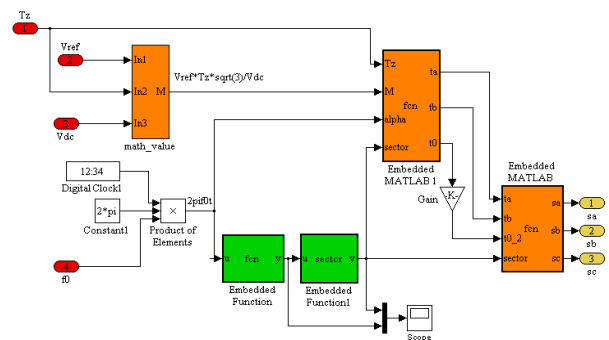 Tz
1
Vref
2
In1
In2
M
In3
3
Vdc
math_value
Vref*Tz*sqrt(3)/Vdc
Tz
ta
M
fcn
tb
alpha
t0
sector
Embedded
MATLAB 1
12:34
Digital Clock1
2*pi
Constant1
×
Product of
Elements
2pif0t
4
f0
-K-
Gain
Embedded
MATLAB
ta
sa
tb
fcn
sb
t0_2
sector
sc
1
sa
2
sb
3
sc
u
fcn
y
Embedded
Function
u
sector
y
Embedded
Function1
Scope